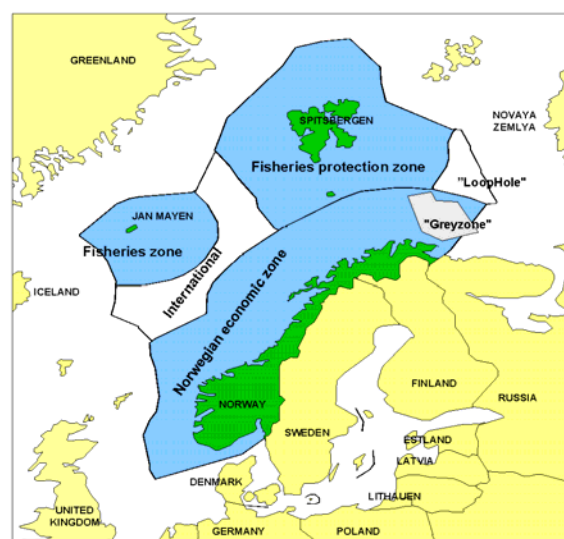 GREENLAND
SPITSBERGEN
NOVAYA
ZEMLYA
Fisheries protection zone
"LoopHole"
JAN MAYEN
"Greyzone"
Fisheries zone
International
ICELAND
Norwegian economic zone
FINLAND
NORWAY
RUSSIA
SWEDEN
ESTLAND
LATVIA
DENMARK
LITHAUEN
UNITED
KINGDOM
GERMANY
POLAND